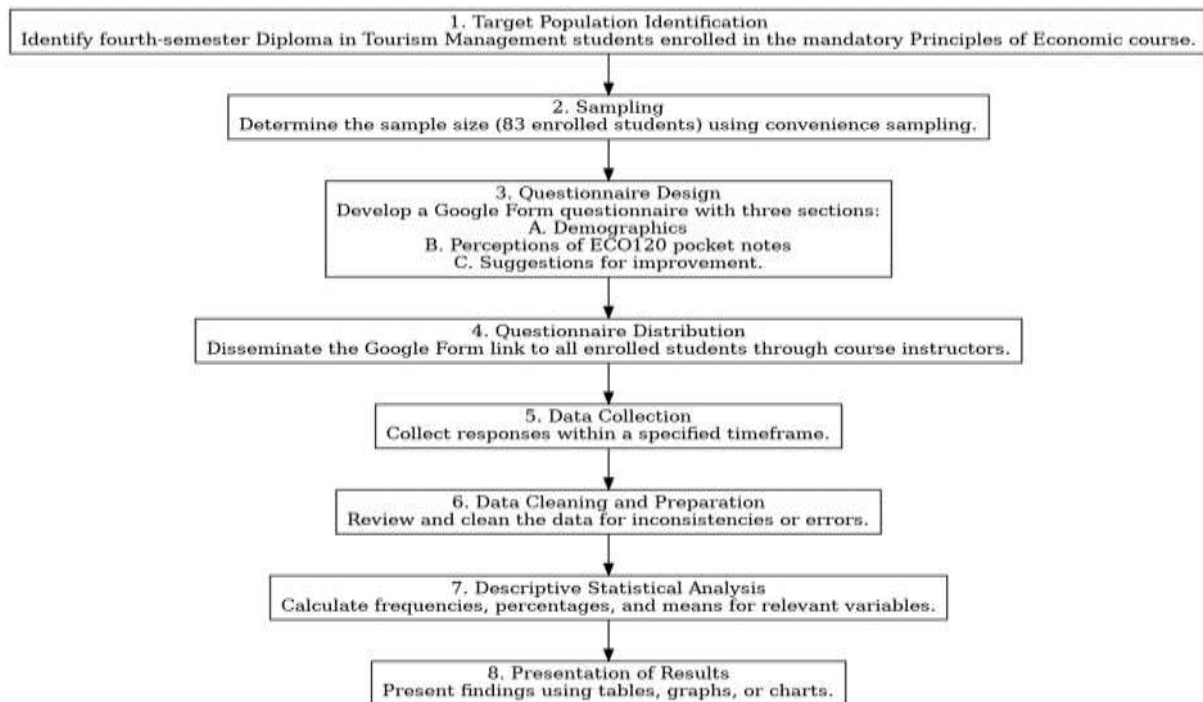 1. Target Population Identification
Identify fourth-semester Diploma in Tourism Management students enrolled in the mandatory Principles of Economic course.
2. Sampling
Determine the sample size (83 enrolled students) using convenience sampling.
3. Questionnaire Design
Develop a Google Form questionnaire with three sections:
A. Demographics
B. Perceptions of ECO120 pocket notes
C. Suggestions for improvement.
4. Questionnaire Distribution
Disseminate the Google Form link to all enrolled students through course instructors.
5. Data Collection
Collect responses within a specified timeframe.
6. Data Cleaning and Preparation
Review and clean the data for inconsistencies or errors.
7. Descriptive Statistical Analysis
Calculate frequencies, percentages, and means for relevant variables.
8. Presentation of Results
Present findings using tables, graphs, or charts.